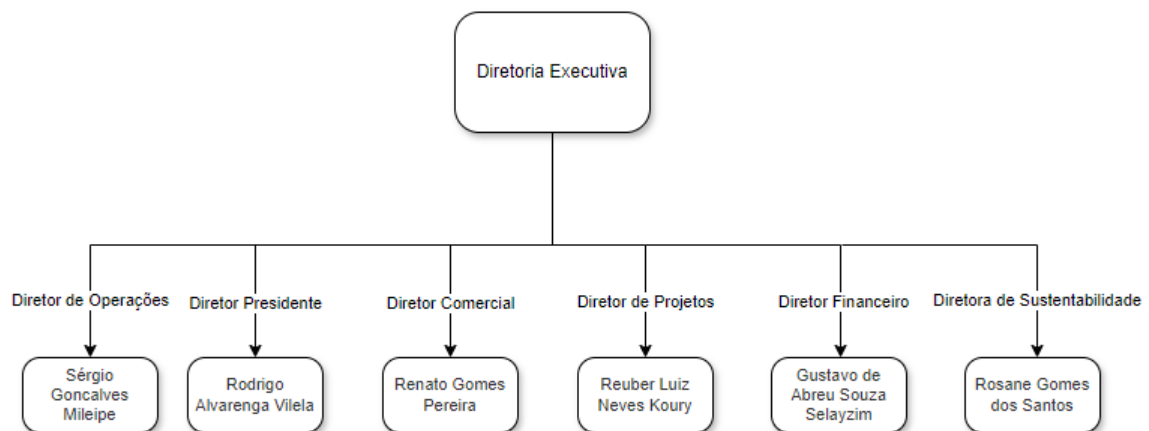 Diretoria Executiva
Diretor de Operações
Diretor Presidente
Diretor Comercial
Diretor de Projetos
Diretor Financeiro
Diretora de Sustentabilidade
Sérgio
Goncalves
Mileipe
Rodrigo
Alvarenga Vilela
Renato Gomes
Pereira
Reuber Luiz
Neves Koury
Gustavo de
Abreu Souza
Selayzim
Rosane Gomes
dos Santos